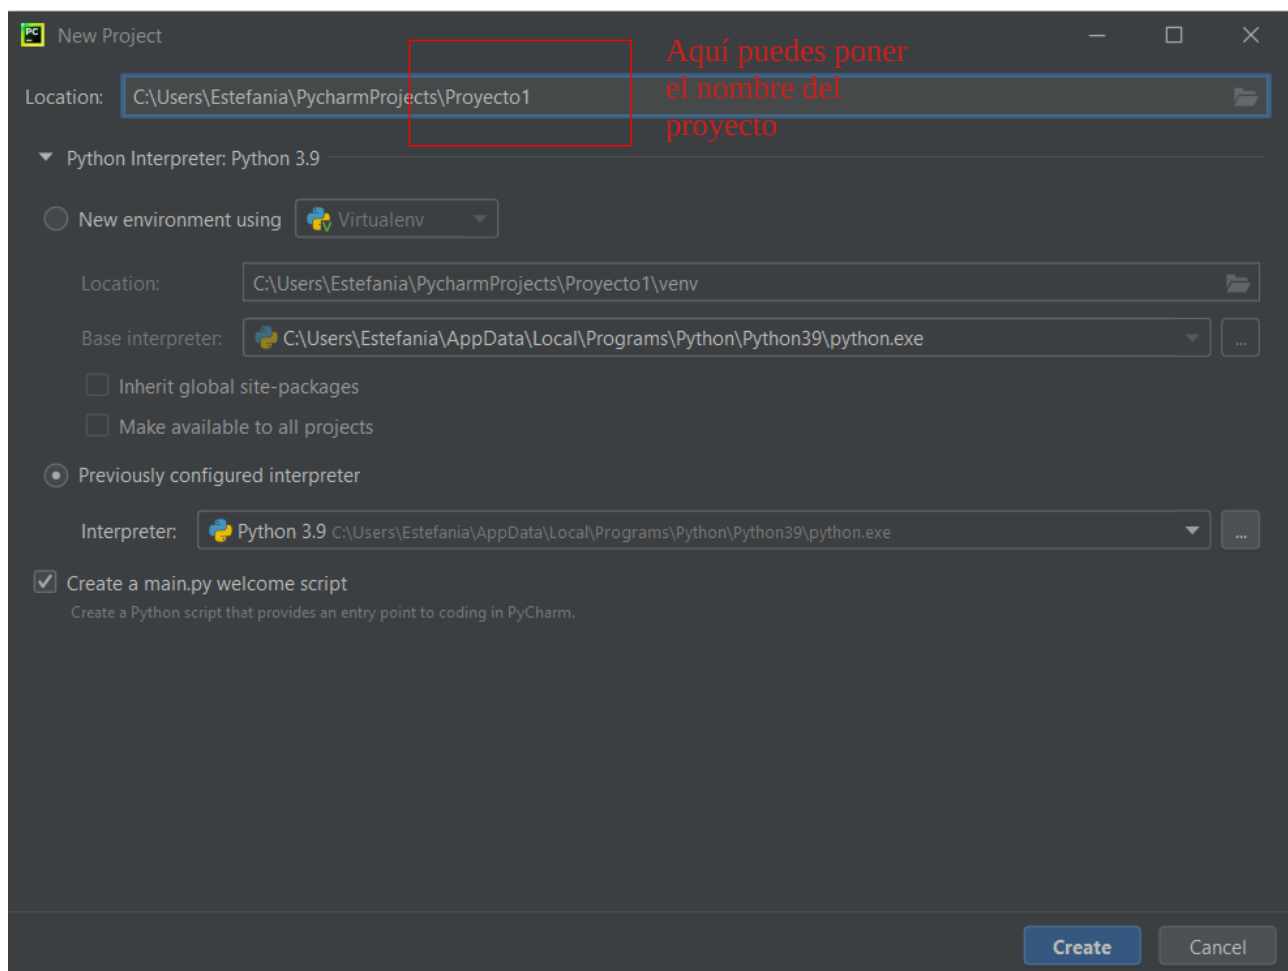 PC
New Project
Aquí puedes poner
el nombre del
proyecto
Location: C:\Users\Estefania\PycharmProjects\Proyecto1
Python Interpreter: Python 3.9
New environment using Virtualenv
Location: C:\Users\Estefania\PycharmProjects\Proyecto1\venv
Base interpreter: C:\Users\Estefania\AppData\Local\Programs\Python\Python39\python.exe ...
Inherit global site-packages
Make available to all projects
Previously configured interpreter
Interpreter: Python 3.9 C:\Users\Estefania\AppData\Local\Programs\Python\Python39\python.exe ...
Create a main.py welcome script
Create a Python script that provides an entry point to coding in PyCharm.
Create Cancel